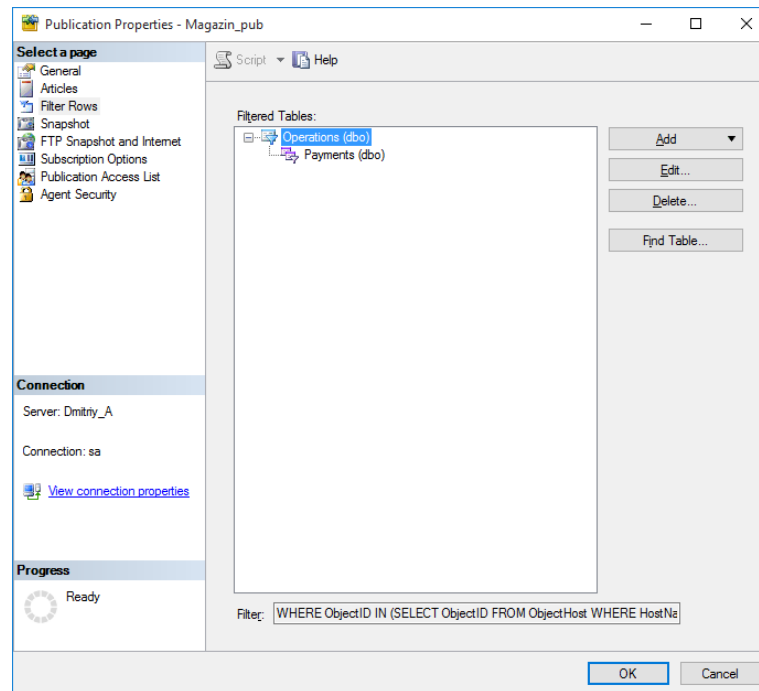 Publication Properties - Magazin_pub
Select a page
General
Articles
Filter Rows
Snapshot
FTP Snapshot and Internet
Subscription Options
Publication Access List
Agent Security
Script
Help
Filtered Tables:
Operations (dbo)
Payments (dbo)
Add
Edit...
Delete...
Find Table...
Connection
Server: Dmitriy_A
Connection: sa
View connection properties
Progress
Ready
Filter: WHERE ObjectID IN (SELECT ObjectID FROM ObjectHost WHERE HostNa
OK
Cancel